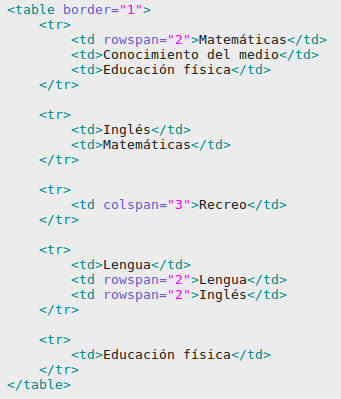 <table border="1">
<tr>
<td rowspan="2">Matemáticas</td>
<td>Conocimiento del medio</td>
<td>Educación física</td>
</tr>
<tr>
<td>Inglés</td>
<td>Matemáticas</td>
</tr>
<tr>
<td colspan="3">Recreo</td>
</tr>
<tr>
<td>Lengua</td>
<td rowspan="2">Lengua</td>
<td rowspan="2">Inglés</td>
</tr>
<tr>
<td>Educación física</td>
</tr>
</table>